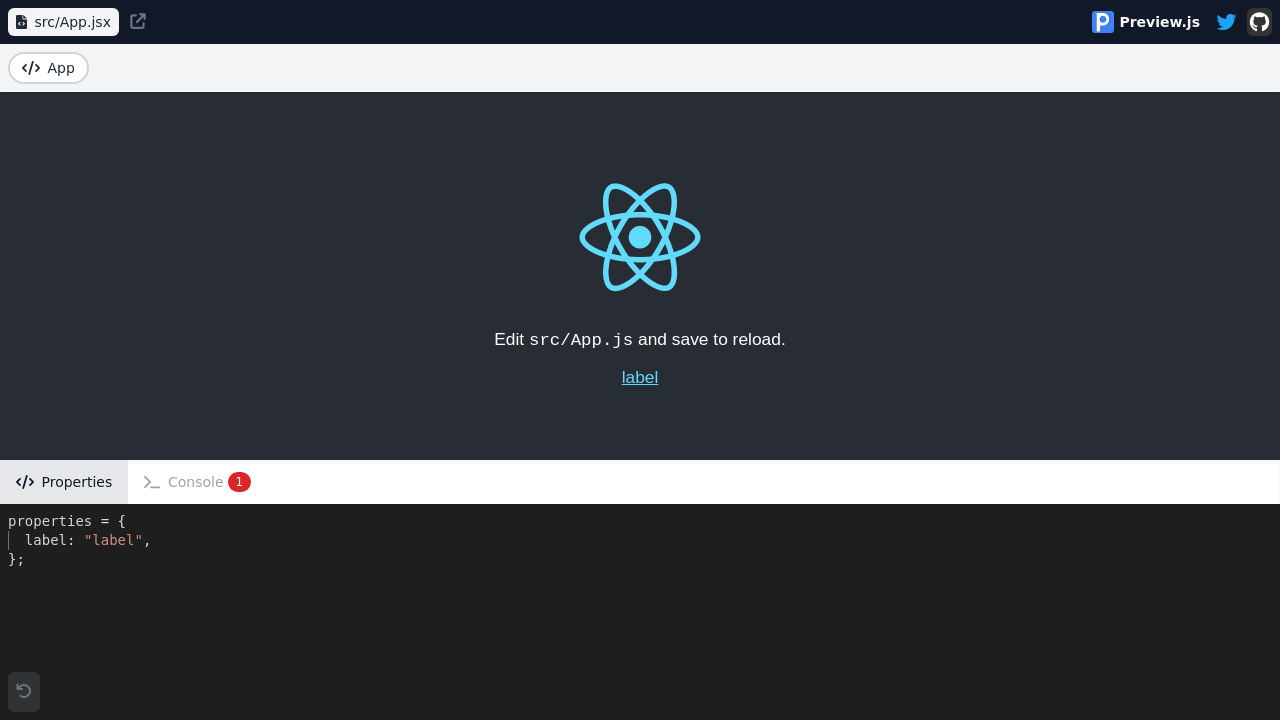 src/App.jsx
Preview.js
App
Edit src/App.js and save to reload.
label
Properties
Console 1
properties = {
  label: "label",
};